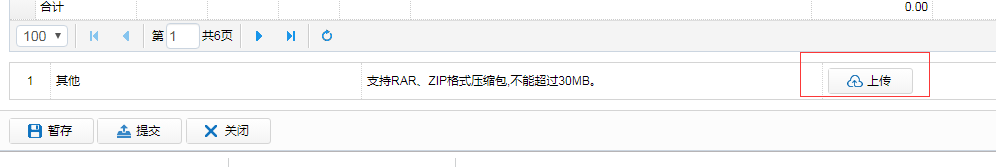 合计 0.00
100 第 1 共6页
1 其他 支持RAR、ZIP格式压缩包,不能超过30MB。 上传
暂存 提交 关闭